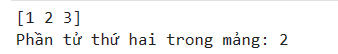 [1 2 3]
Phần tử thứ hai trong mảng: 2